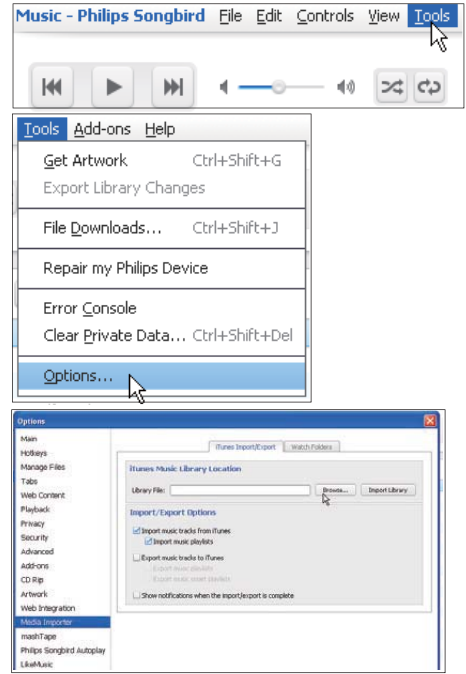 Music - Philips Songbird File Edit Controls View Tools
Tools Add-ons Help
Get Artwork Ctrl+Shift+G
Export Library Changes
File Downloads... Ctrl+Shift+J
Repair my Philips Device
Error Console
Clear Private Data... Ctrl+Shift+Del
Options...
Options
Main
Hotkeys
Manage Files
Tabs
Web Content
Playback
Privacy
Security
Advanced
Add-ons
CD Rip
Artwork
Web Integration
Media Importer
mashTape
Philips Songbird Autoplay
LikeMusic
iTunes Import/Export Watch Folders
iTunes Music Library Location
Library File: Browse... Import Library
Import/Export Options
Import music tracks from iTunes
Import music playlists
Export music tracks to iTunes
Export music playlists
Export music smart playlists
Show notifications when the import/export is complete